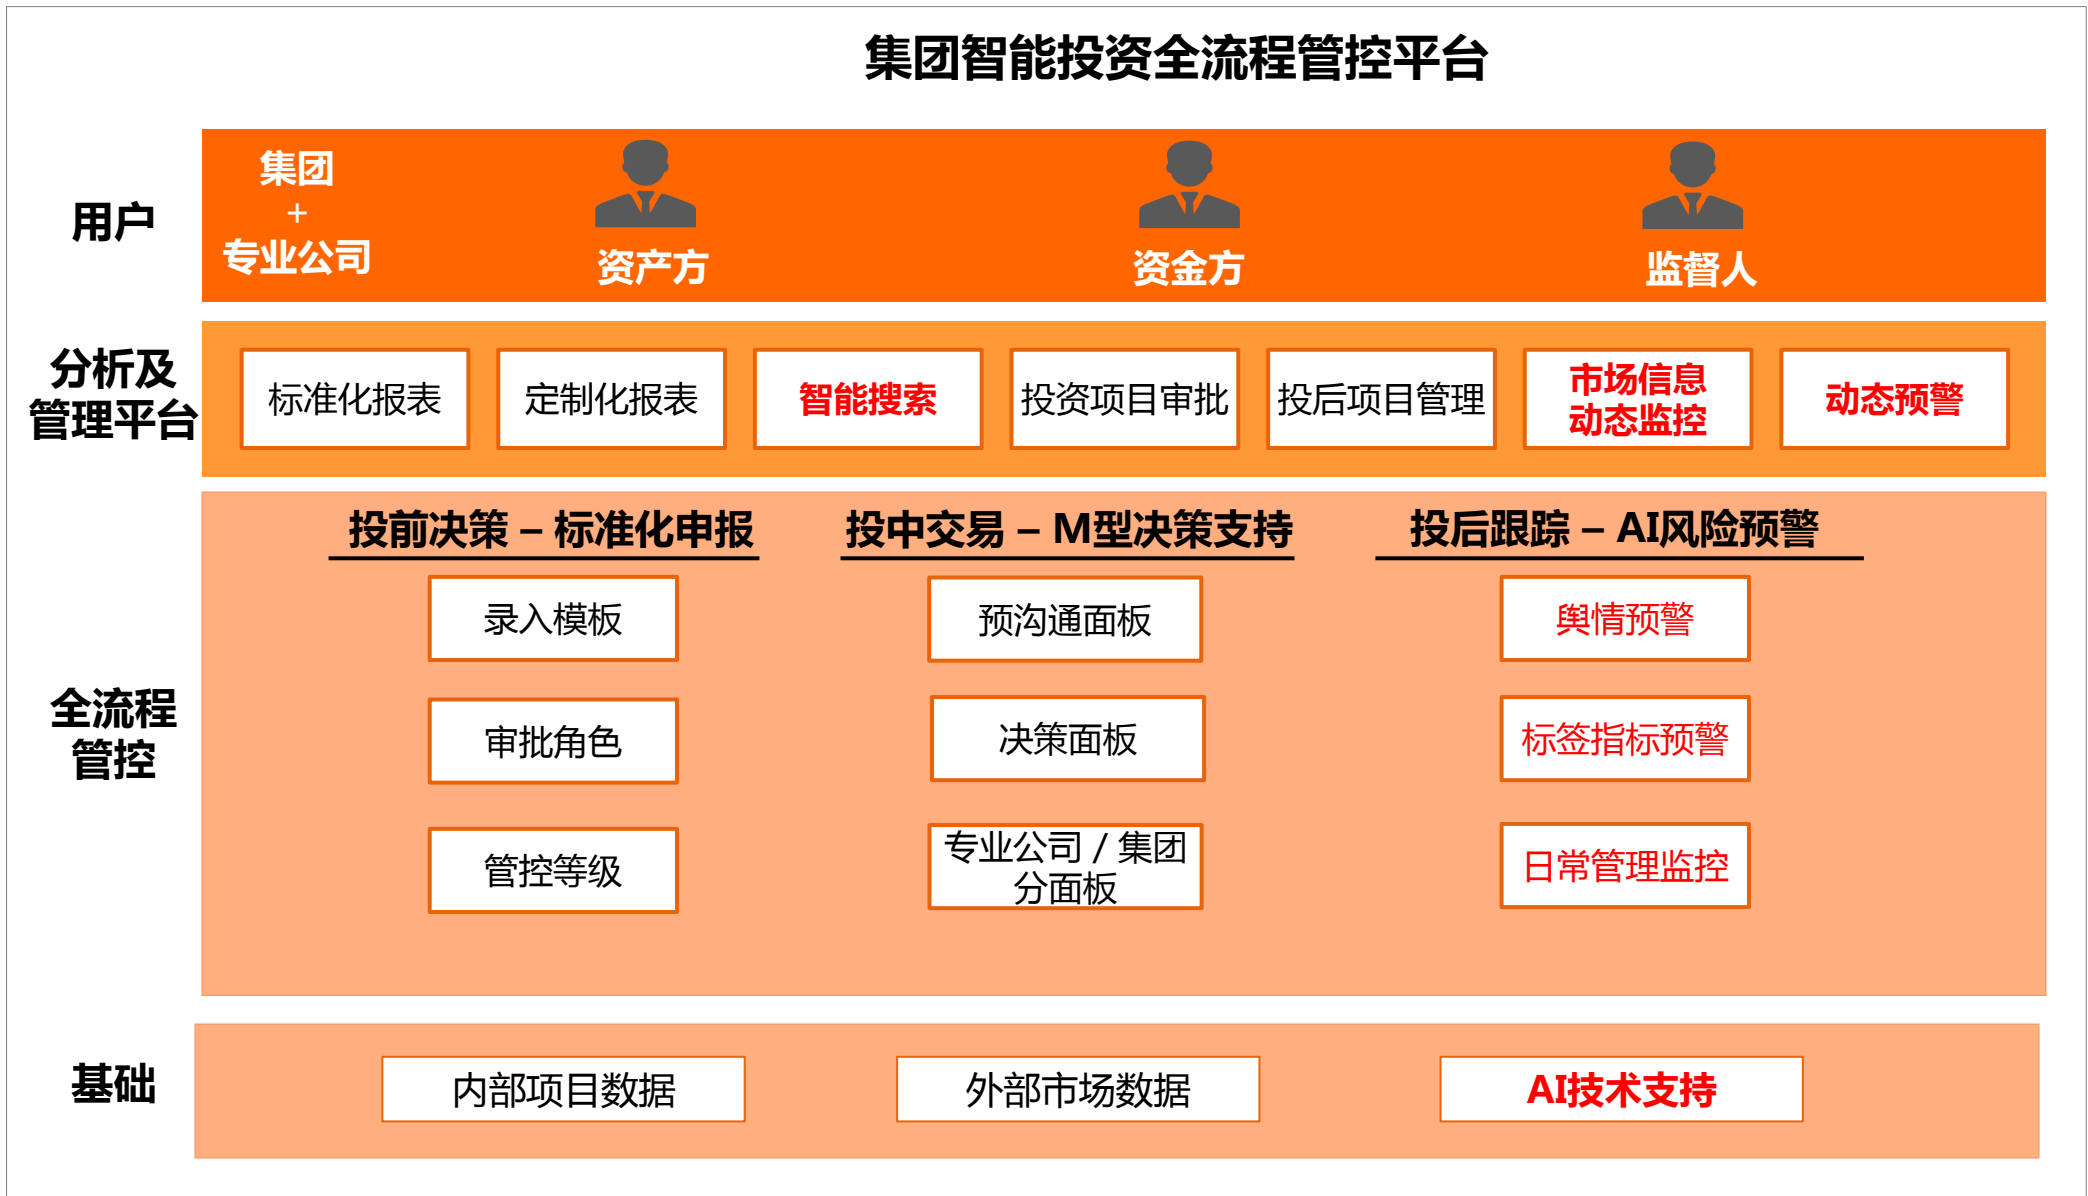 集团智能投资全流程管控平台
用户
集团
+
专业公司
资产方
资金方
监督人
分析及
管理平台
标准化报表
定制化报表
智能搜索
投资项目审批
投后项目管理
市场信息
动态监控
动态预警
全流程
管控
投前决策 – 标准化申报
录入模板
审批角色
管控等级
投中交易 – M型决策支持
预沟通面板
决策面板
专业公司 / 集团
分面板
投后跟踪 – AI风险预警
舆情预警
标签指标预警
日常管理监控
基础
内部项目数据
外部市场数据
AI技术支持